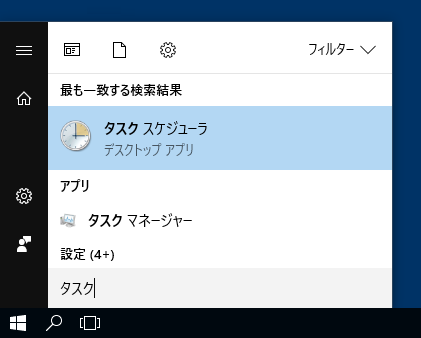 フィルター
最も一致する検索結果
タスク スケジューラ
デスクトップ アプリ
アプリ
タスク マネージャー
設定 (4+)
タスク